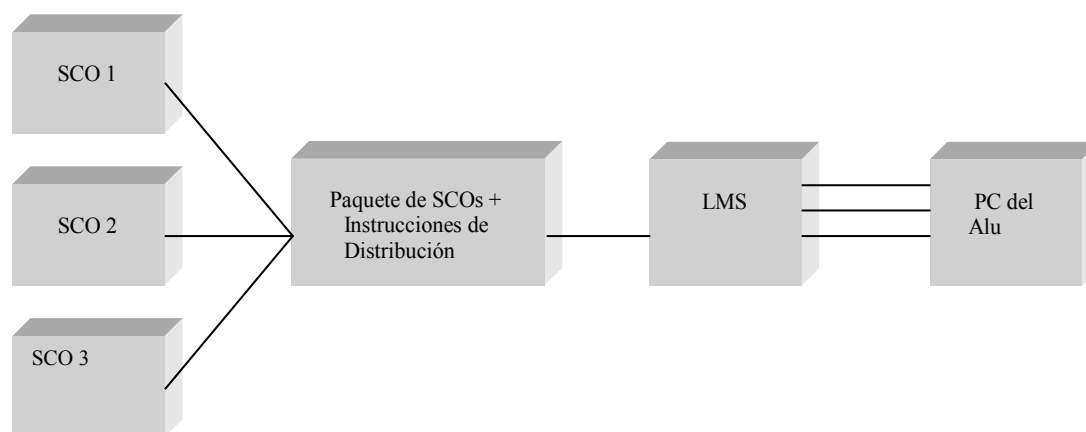 SCO 1
SCO 2
SCO 3
Paquete de SCOs +
Instrucciones de
Distribución
LMS
PC del
Alu